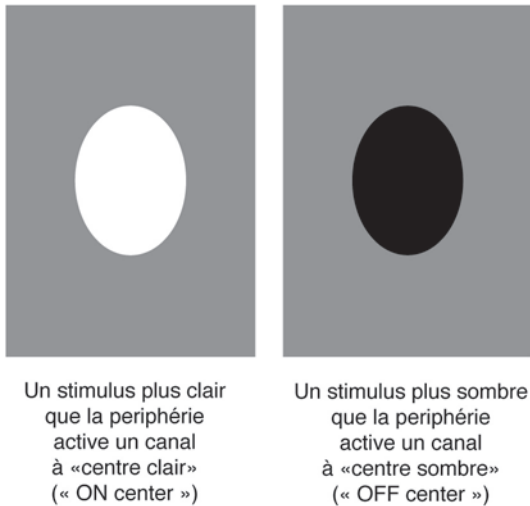 Un stimulus plus clair
que la periphérie
active un canal
à «centre clair»
(« ON center »)
Un stimulus plus sombre
que la periphérie
active un canal
à «centre sombre»
(« OFF center »)